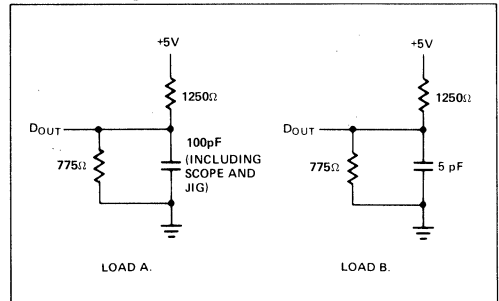 +5V
1250Ω
DOUT
775Ω
100pF
(INCLUDING
SCOPE AND
JIG)
LOAD A.
+5V
1250Ω
DOUT
775Ω
5 pF
LOAD B.